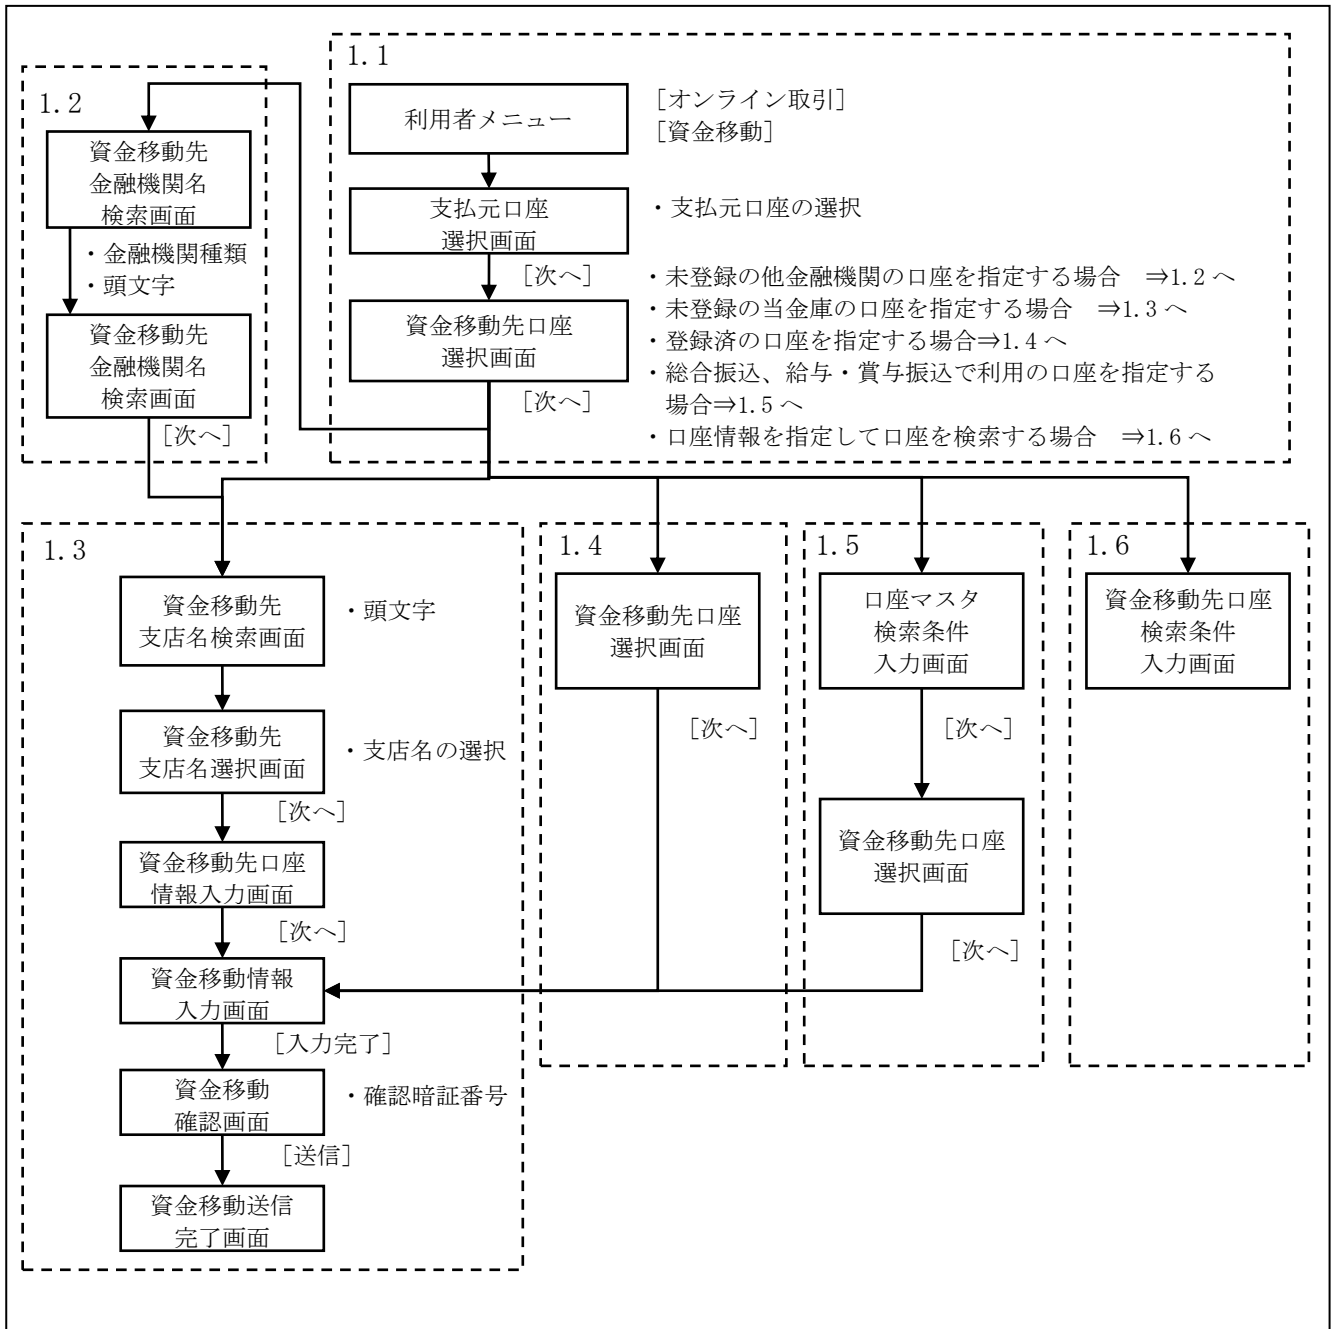 1.1
利用者メニュー
[オンライン取引]
[資金移動]
支払元口座
選択画面
・支払元口座の選択
[次へ]
資金移動先口座
選択画面
・未登録の他金融機関の口座を指定する場合　⇒1.2 へ
・未登録の当金庫の口座を指定する場合　⇒1.3 へ
・登録済の口座を指定する場合⇒1.4 へ
・総合振込、給与・賞与振込で利用の口座を指定する
場合⇒1.5 へ
・口座情報を指定して口座を検索する場合　⇒1.6 へ
[次へ]
1.2
資金移動先
金融機関名
検索画面
・金融機関種類
・頭文字
資金移動先
金融機関名
検索画面
[次へ]
1.3
資金移動先
支店名検索画面
・頭文字
資金移動先
支店名選択画面
・支店名の選択
[次へ]
資金移動先口座
情報入力画面
[次へ]
資金移動情報
入力画面
[入力完了]
資金移動
確認画面
・確認暗証番号
[送信]
資金移動送信
完了画面
1.4
資金移動先口座
選択画面
[次へ]
1.5
口座マスタ
検索条件
入力画面
[次へ]
資金移動先口座
選択画面
[次へ]
1.6
資金移動先口座
検索条件
入力画面